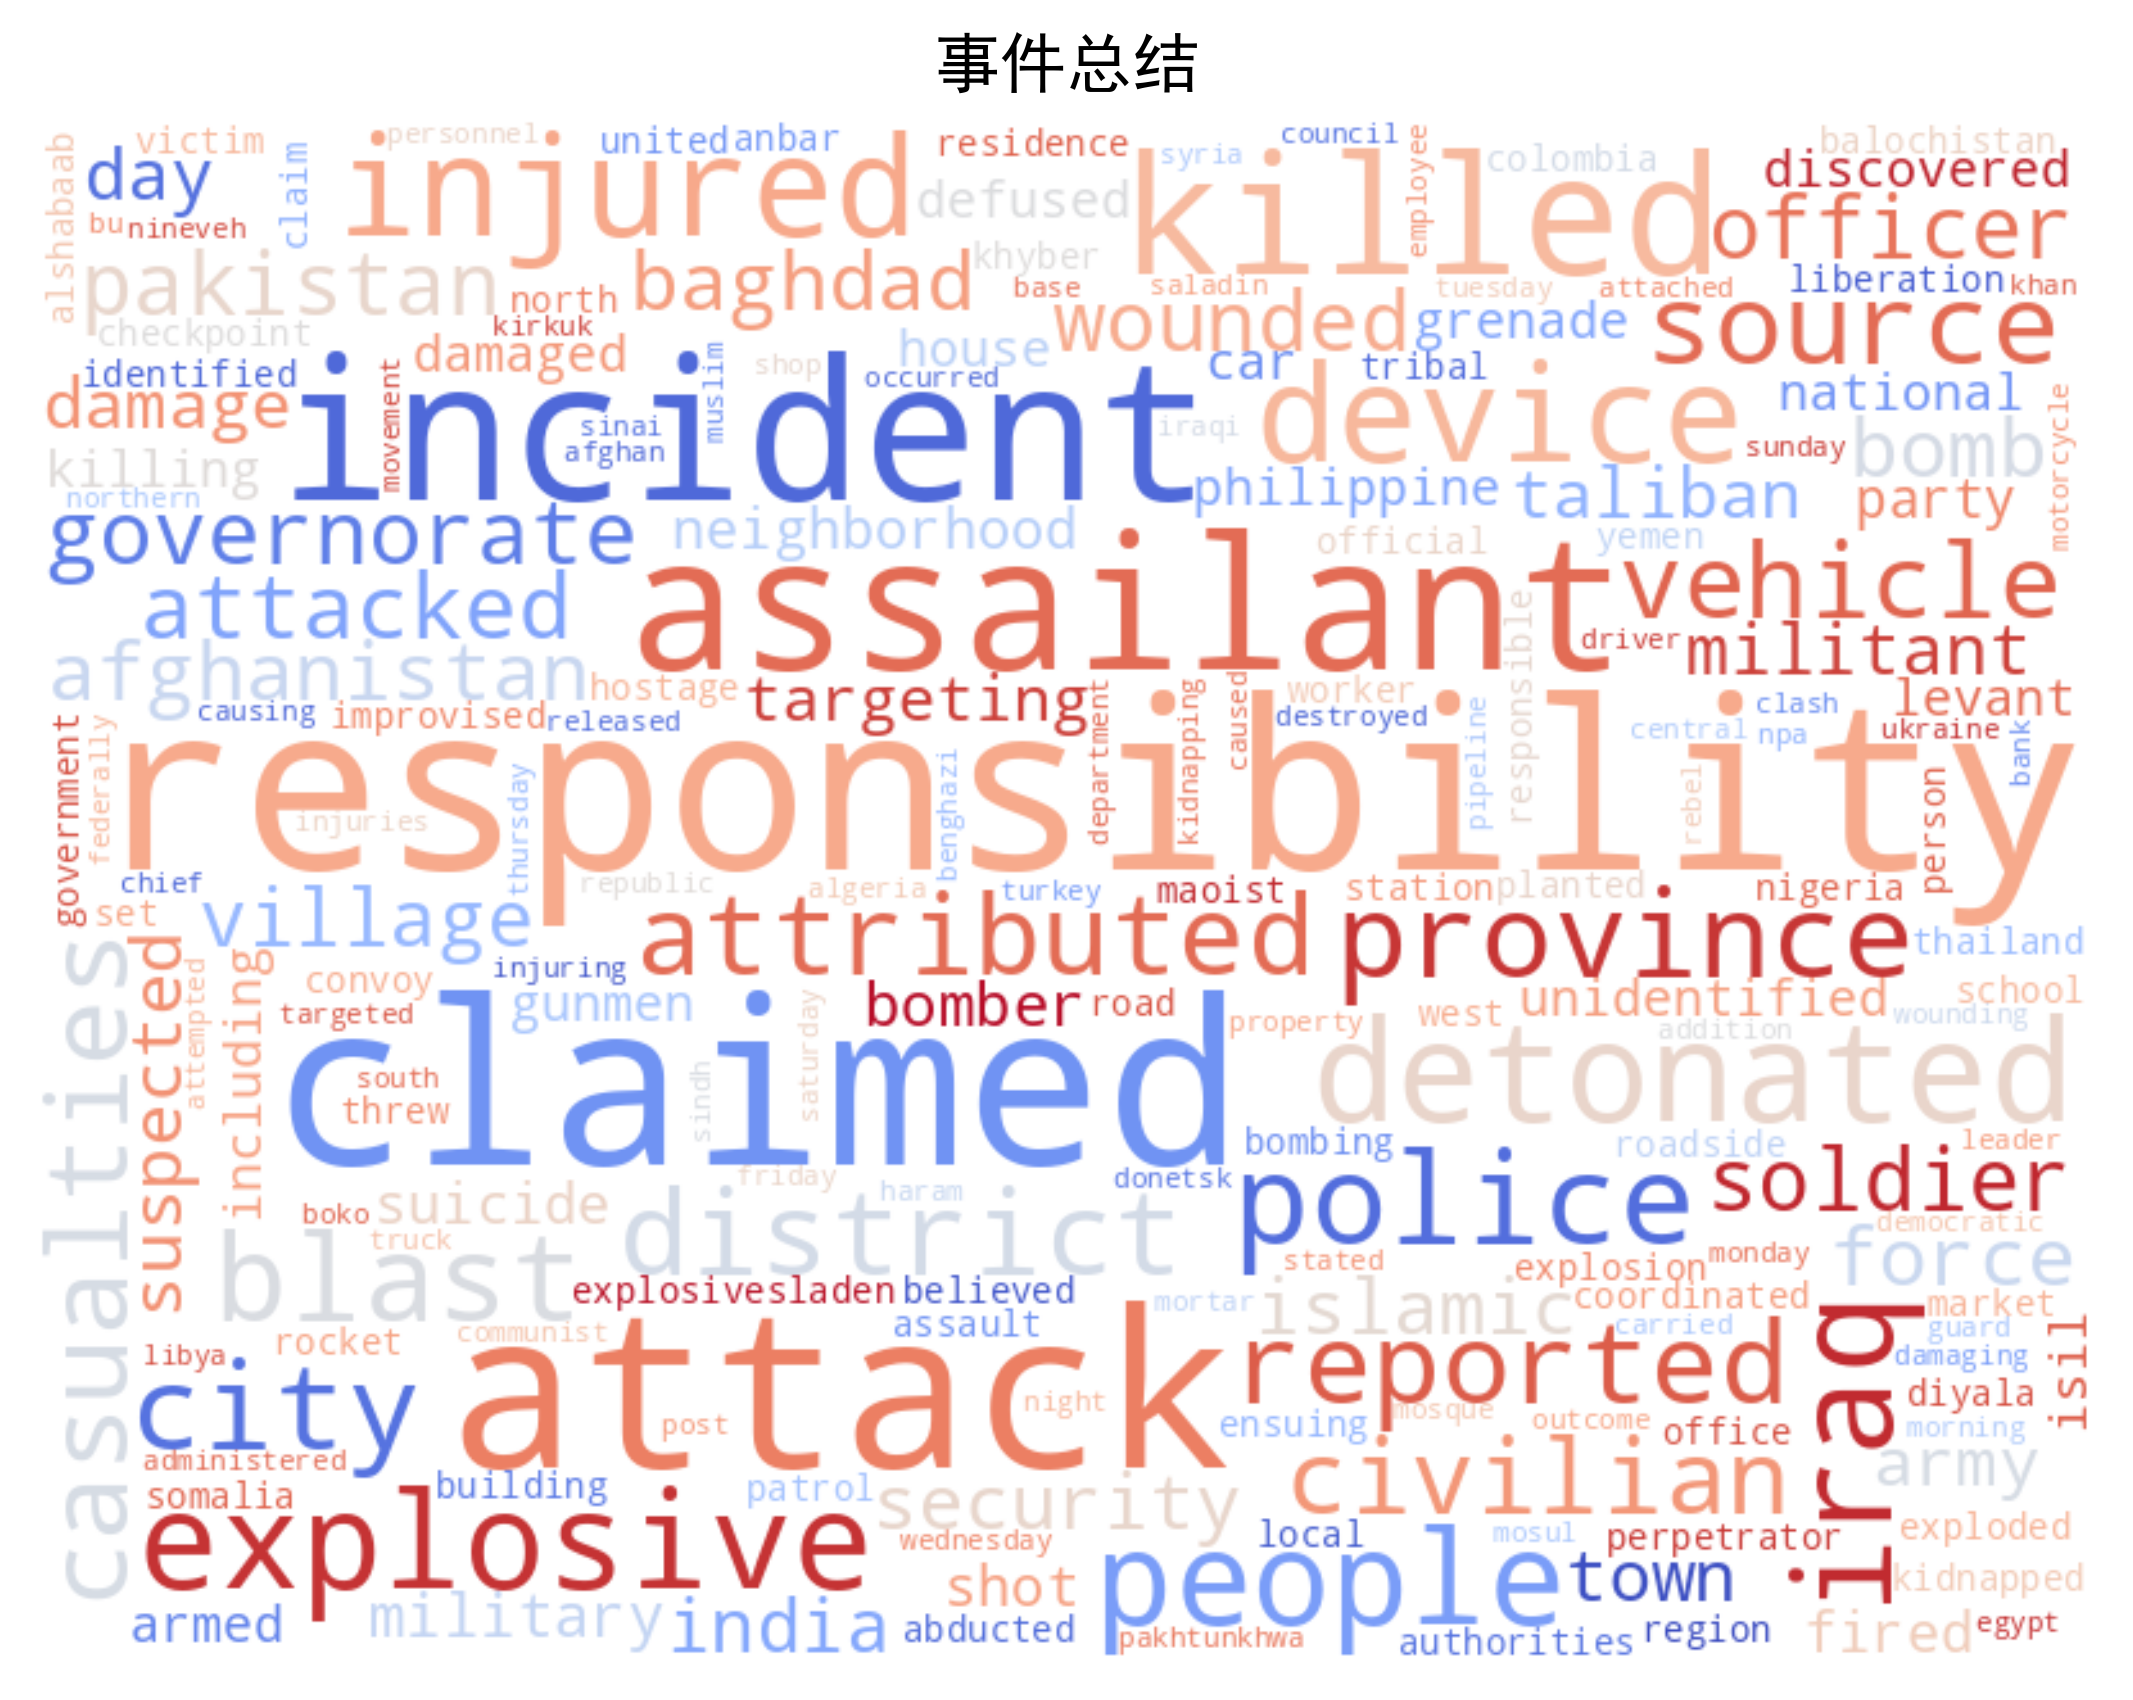 事件总结
victim
personnel
united
anbar
residence
council
balochistan
day
claim
injured
syria
killed
employee
colombia
discovered
alshabaab
bu
nineveh
defused
officer
pakistan
baghdad
khyber
north
base
saladin
tuesday
attached
liberation
khan
checkpoint
kirkuk
damaged
wounded
grenade
source
house
shop
car
tribal
identified
damage
incident
movement
muslim
occurred
device
national
motorcycle
sinai
afghan
iraqi
sunday
bomb
killing
northern
philippine
taliban
party
governorate
neighborhood
official
yemen
attacked
assailant
responsible
vehicle
driver
militant
afghanistan
hostage
targeting
worker
levant
causing
improvised
released
department
kidnapping
caused
destroyed
pipeline
clash
central
npa
ukraine
bank
government
federally
responsibility
injuries
thursday
benghazi
rebel
person
chief
republic
algeria
turkey
maoist
station
planted
nigeria
set
village
attributed
province
thailand
casualties
suspected
attempted
including
convoy
injuring
targeted
gunmen
bomber
road
property
west
unidentified
school
wounding
saturday
claimed
addition
detonated
south
threw
sindh
bombing
roadside
leader
friday
haram
donetsk
police
soldier
boko
suicide
district
democratic
truck
blast
stated
explosion
monday
force
explosivesladen
believed
mortar
islamic
coordinated
market
rocket
communist
assault
carried
guard
isil
libya
city
attack
reported
iraq
damaging
diyala
night
mosque
outcome
post
ensuing
office
morning
administered
civilian
army
somalia
building
patrol
security
explosive
wednesday
local
mosul
perpetrator
exploded
shot
people
town
kidnapped
armed
military
india
abducted
pakhtunkhwa
authorities
region
fired
egypt